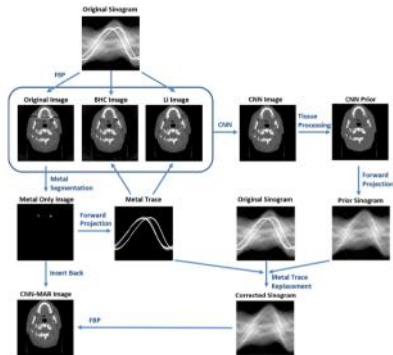 Original Sinogram
FBP
Original Image
BHC Image
LI Image
CNN
CNN Image
Tissue
Processing
CNN Prior
Metal
Segmentation
Forward
Projection
Metal Only Image
Forward
Projection
Metal Trace
Original Sinogram
Prior Sinogram
Insert Back
Metal Trace
Replacement
CNN-MAR Image
FBP
Corrected Sinogram